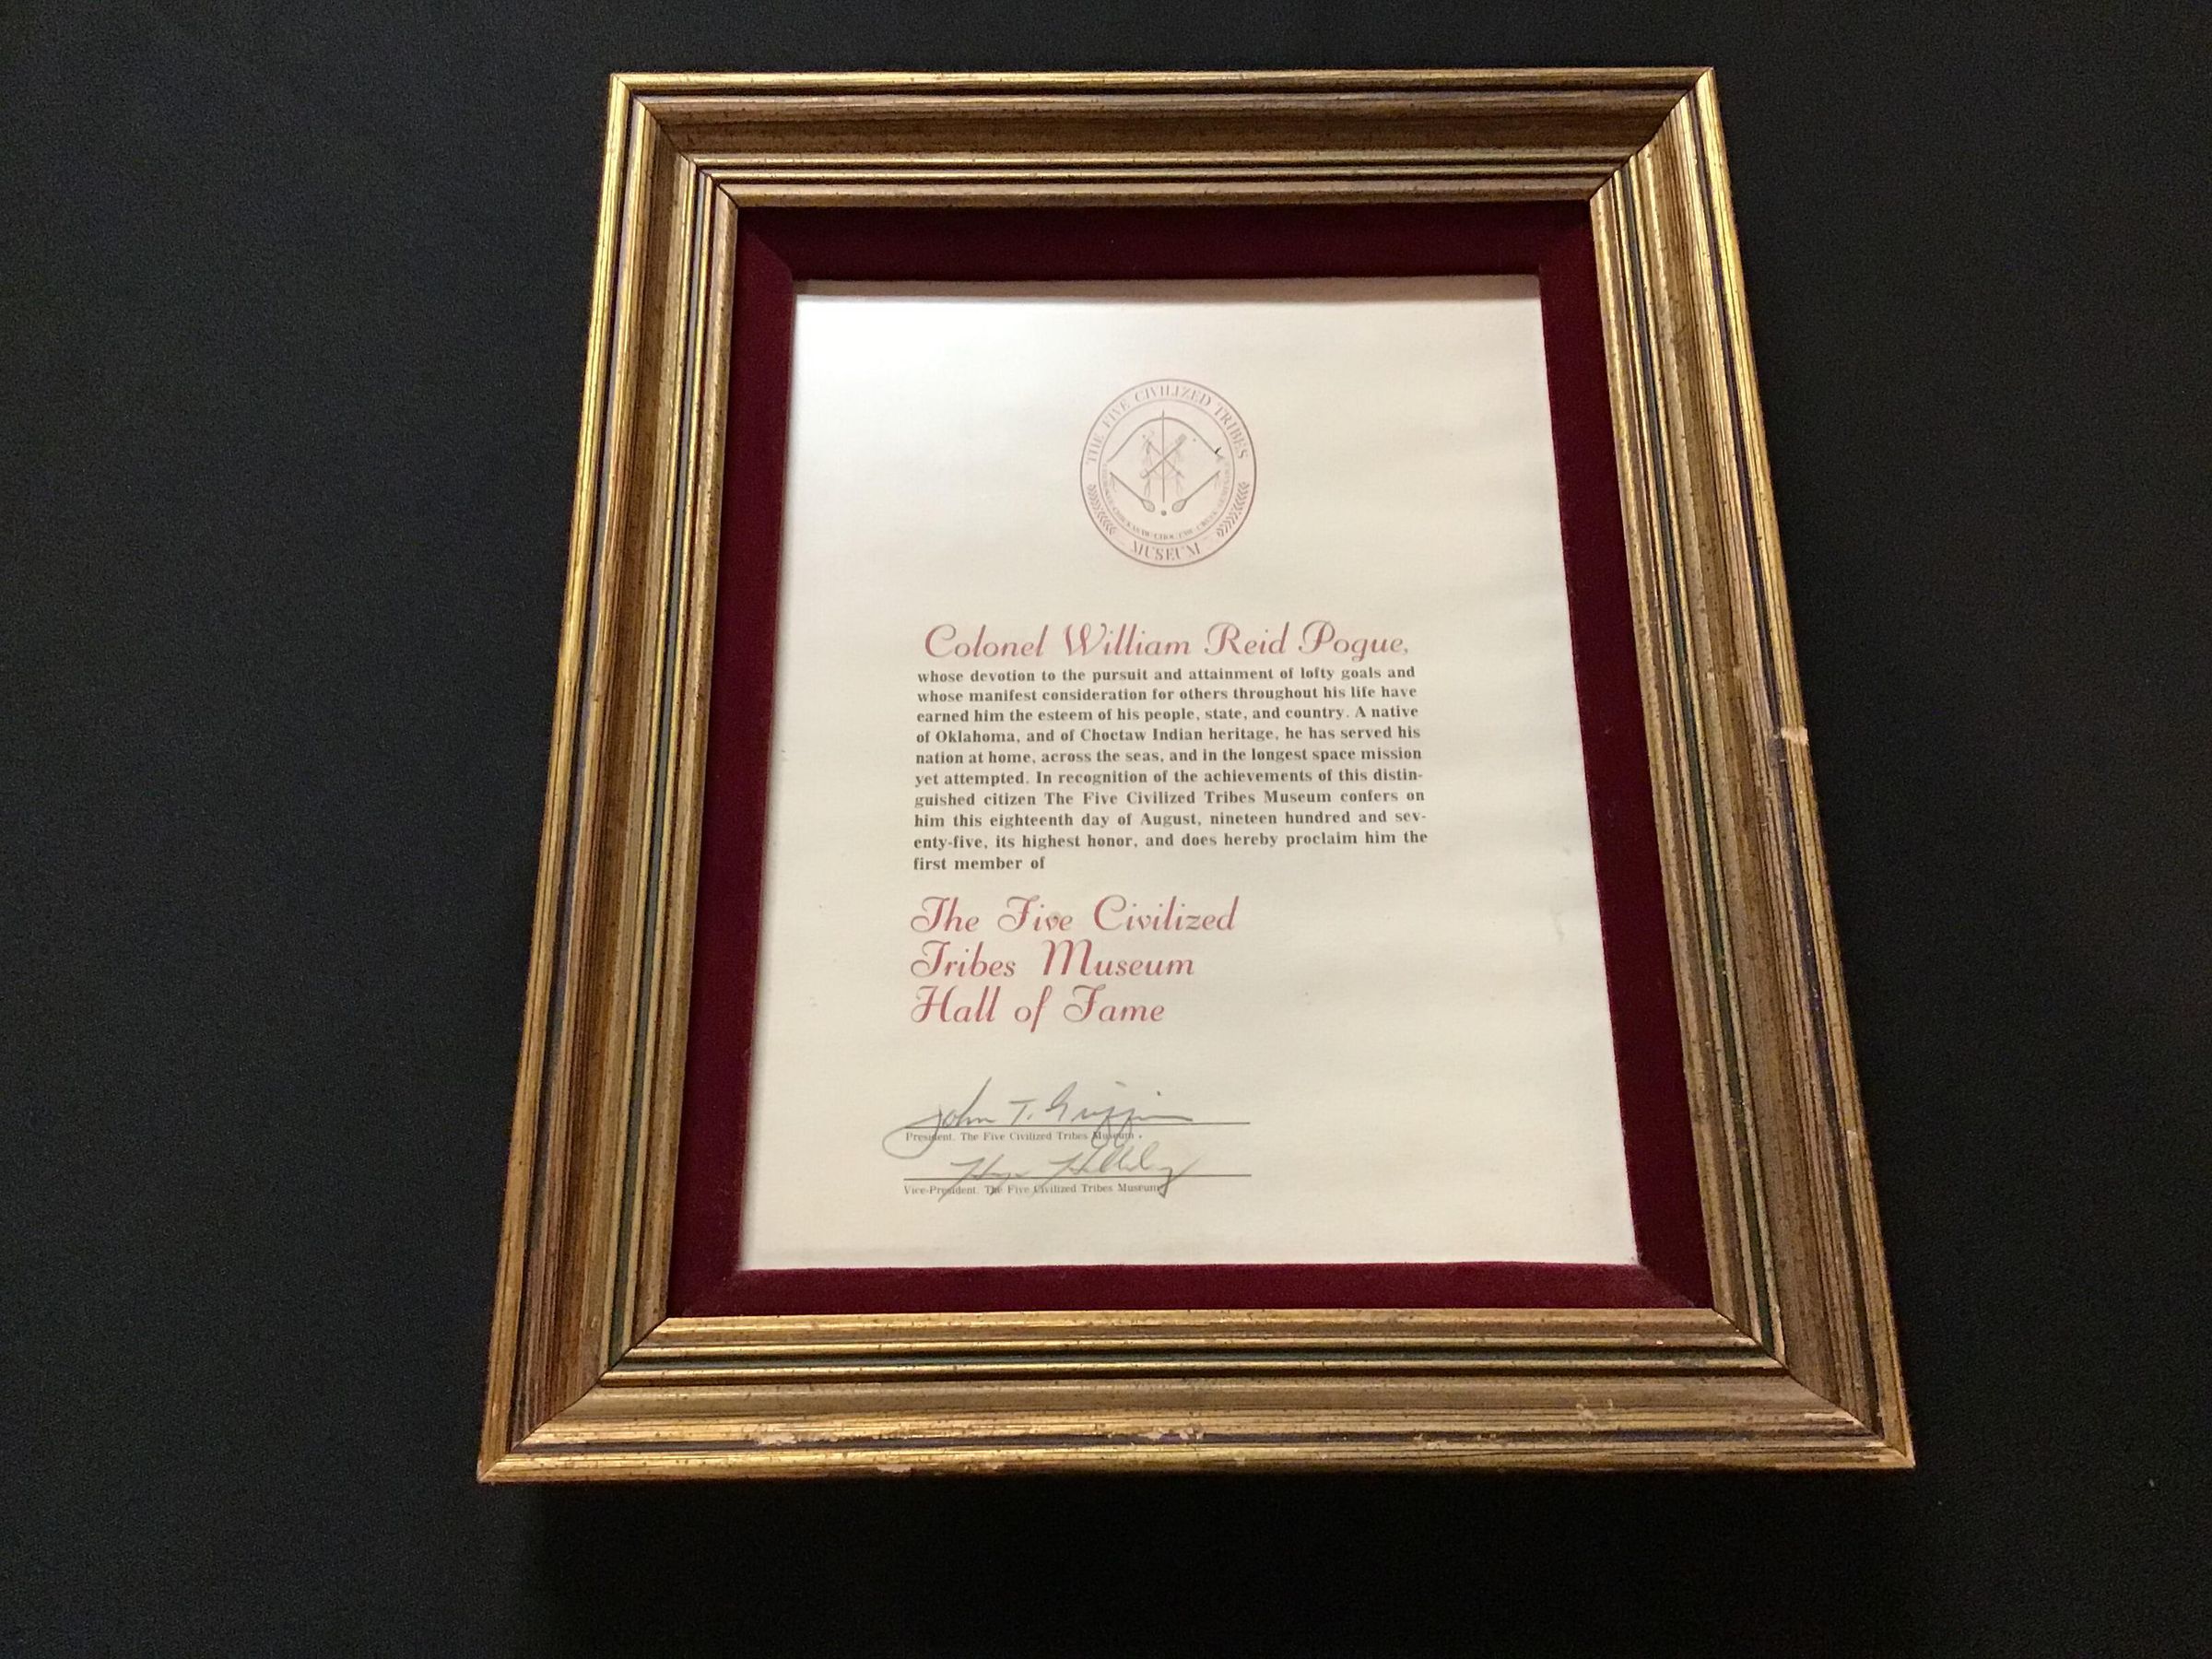 THE FIVE CIVILIZED TRIBES
MUSEUM
Colonel William Reid Pogue,
whose devotion to the pursuit and attainment of lofty goals and
whose manifest consideration for others throughout his life have
earned him the esteem of his people, state, and country. A native
of Oklahoma, and of Choctaw Indian heritage, he has served his
nation at home, across the seas, and in the longest space mission
yet attempted. In recognition of the achievements of this distin-
guished citizen The Five Civilized Tribes Museum confers on
him this eighteenth day of August, nineteen hundred and sev-
enty-five, its highest honor, and does hereby proclaim him the
first member of
The Five Civilized
Tribes Museum
Hall of Fame
John T. Griffin
President. The Five Civilized Tribes Museum.
Vice-President. The Five Civilized Tribes Museum